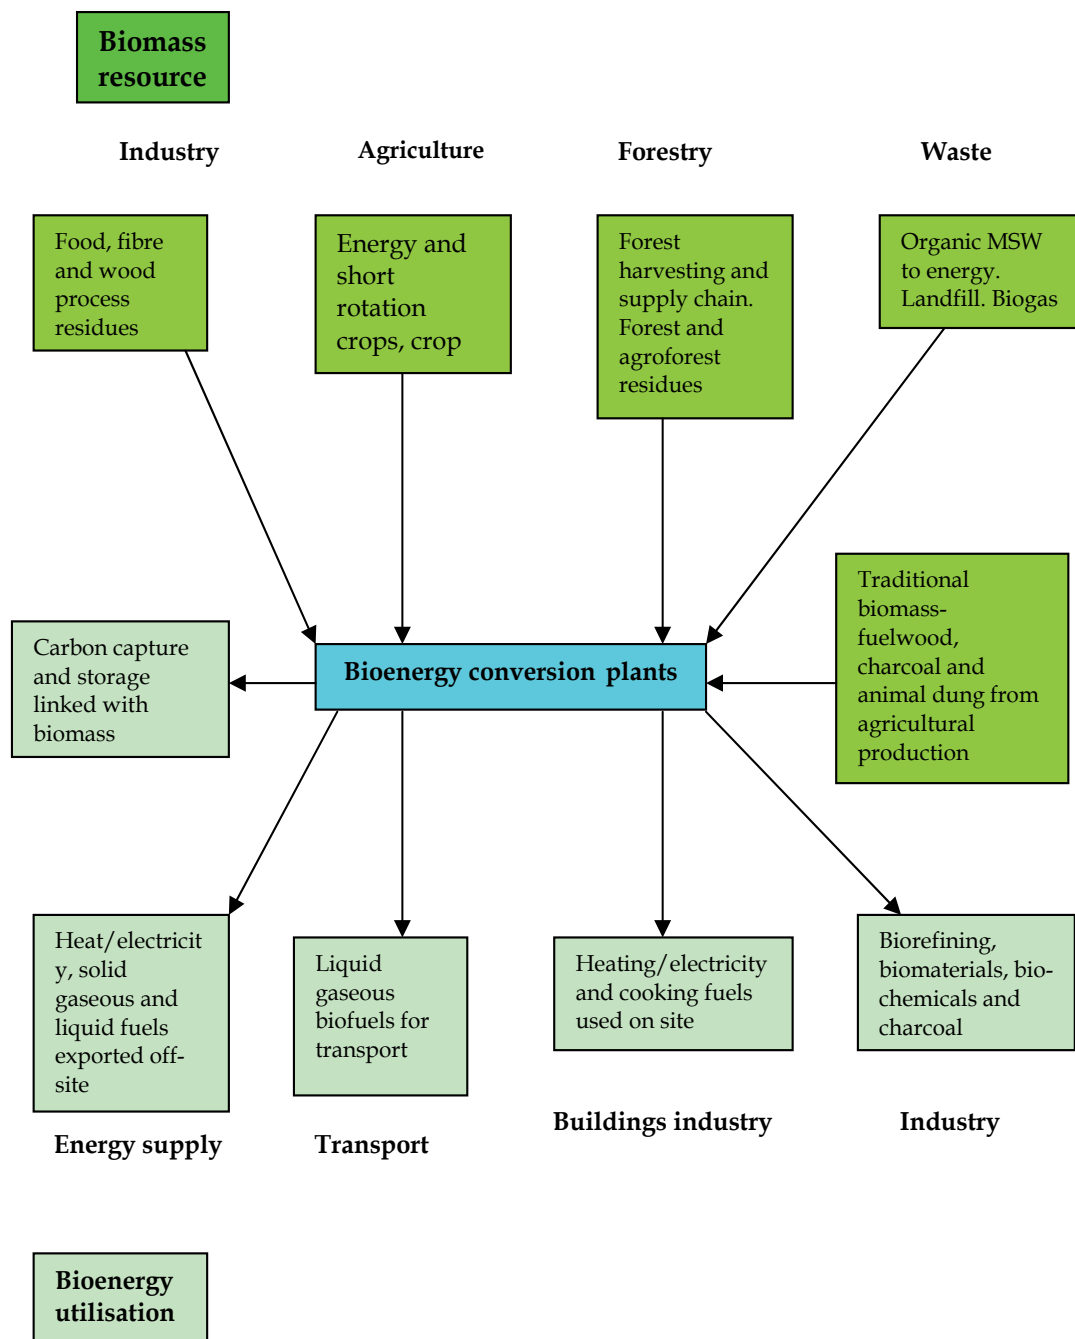 Biomass
resource
Industry
Agriculture
Forestry
Waste
Food, fibre
and wood
process
residues
Energy and
short
rotation
crops, crop
Forest
harvesting and
supply chain.
Forest and
agroforest
residues
Organic MSW
to energy.
Landfill. Biogas
Traditional
biomass-
fuelwood,
charcoal and
animal dung from
agricultural
production
Carbon capture
and storage
linked with
biomass
Bioenergy conversion plants
Heat/electricit
y, solid
gaseous and
liquid fuels
exported off-
site
Liquid
gaseous
biofuels for
transport
Heating/electricity
and cooking fuels
used on site
Biorefining,
biomaterials, bio-
chemicals and
charcoal
Energy supply
Transport
Buildings industry
Industry
Bioenergy
utilisation